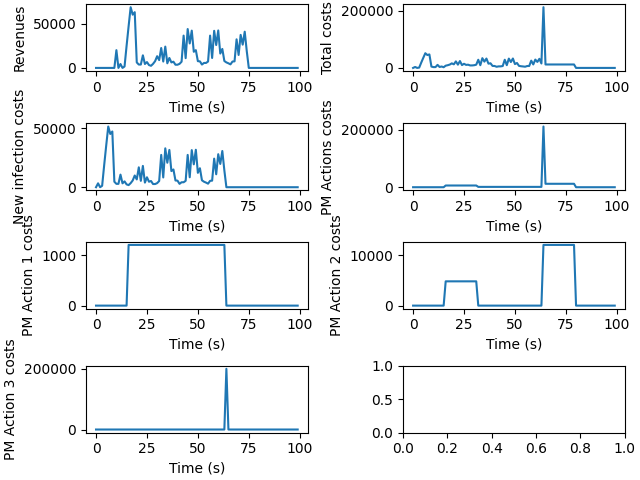 Revenues
50000
0
0 25 50 75 100
Time (s)
Total costs
200000
0
0 25 50 75 100
Time (s)
New infection costs
50000
0
0 25 50 75 100
Time (s)
PM Actions costs
200000
0
0 25 50 75 100
Time (s)
PM Action 1 costs
1000
0
0 25 50 75 100
Time (s)
PM Action 2 costs
10000
0
0 25 50 75 100
Time (s)
PM Action 3 costs
200000
0
0 25 50 75 100
Time (s)
1.0
0.5
0.0
0.0 0.2 0.4 0.6 0.8 1.0